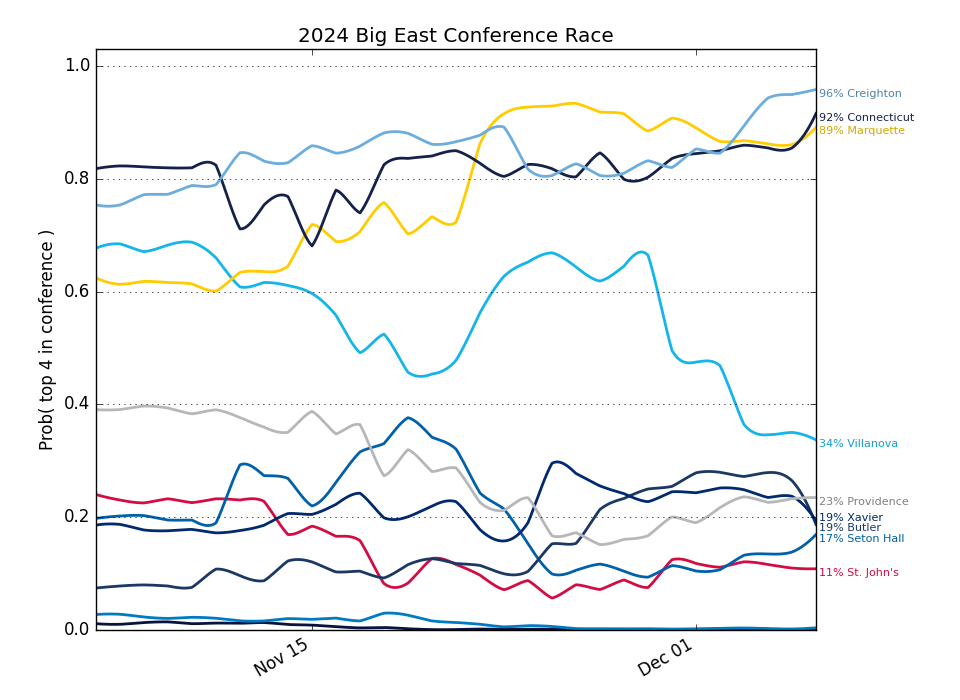 2024 Big East Conference Race
1.0
0.8
0.6
0.4
0.2
0.0
Prob( top 4 in conference )
Nov 15
Dec 01
96% Creighton
92% Connecticut
89% Marquette
34% Villanova
23% Providence
19% Xavier
19% Butler
17% Seton Hall
11% St. John's